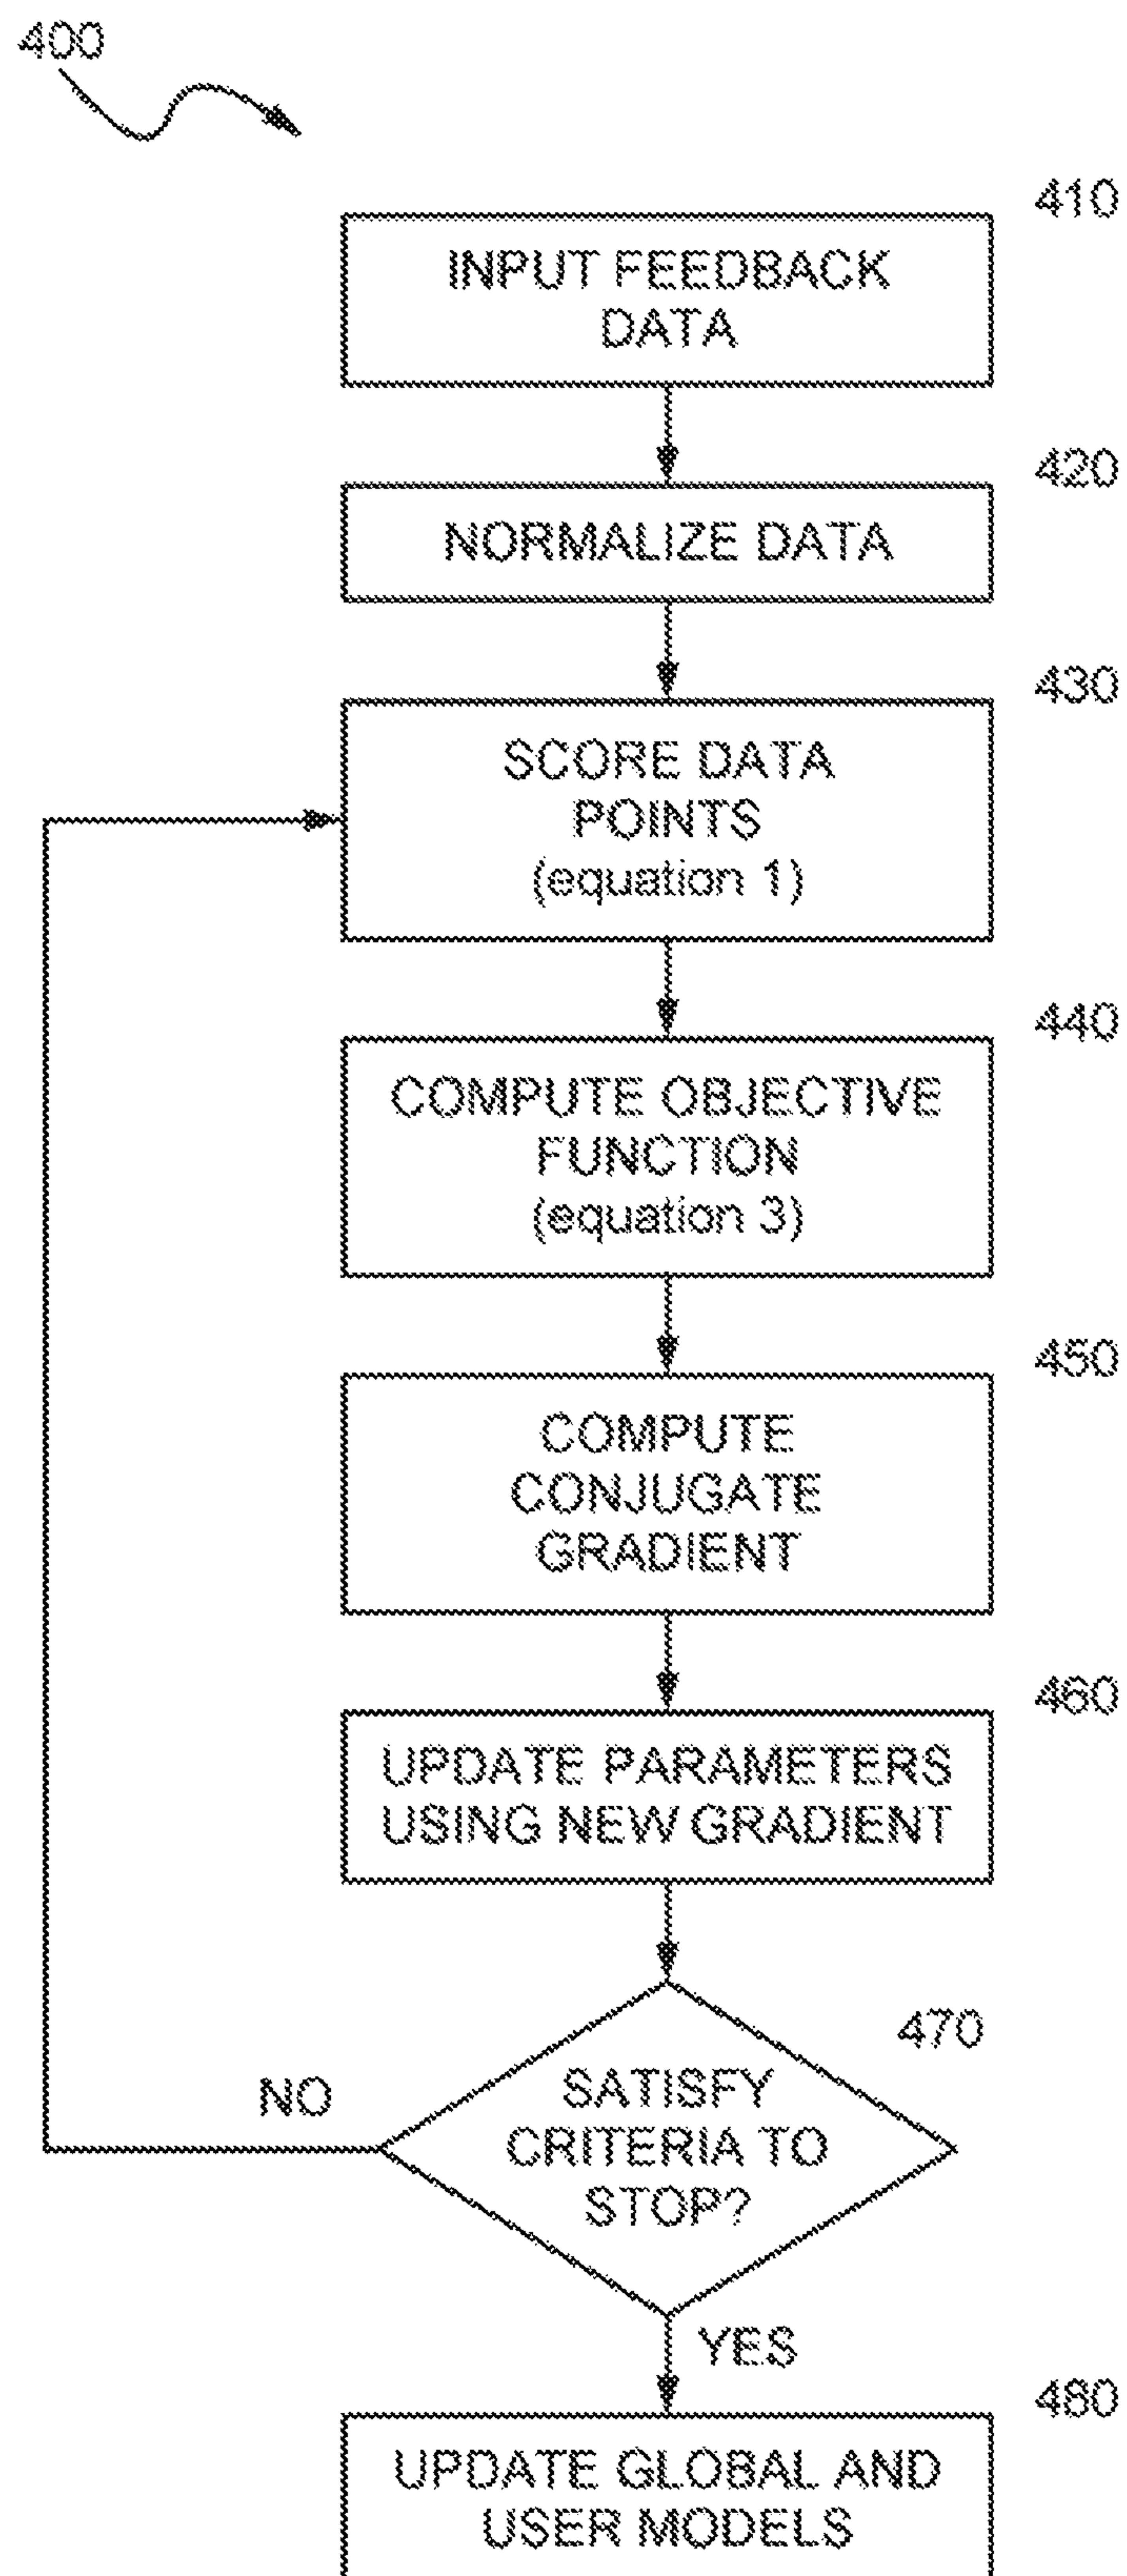 400
410
INPUT FEEDBACK
DATA
420
NORMALIZE DATA
430
SCORE DATA
POINTS
(equation 1)
440
COMPUTE OBJECTIVE
FUNCTION
(equation 3)
450
COMPUTE
CONJUGATE
GRADIENT
460
UPDATE PARAMETERS
USING NEW GRADIENT
470
SATISFY
CRITERIA TO
STOP?
NO
YES
480
UPDATE GLOBAL AND
USER MODELS